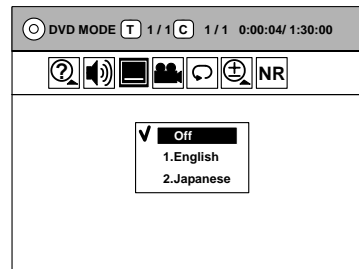 DVD MODE T 1 / 1 C 1 / 1 0:00:04/ 1:30:00
? ± NR
✓ Off
1.English
2.Japanese